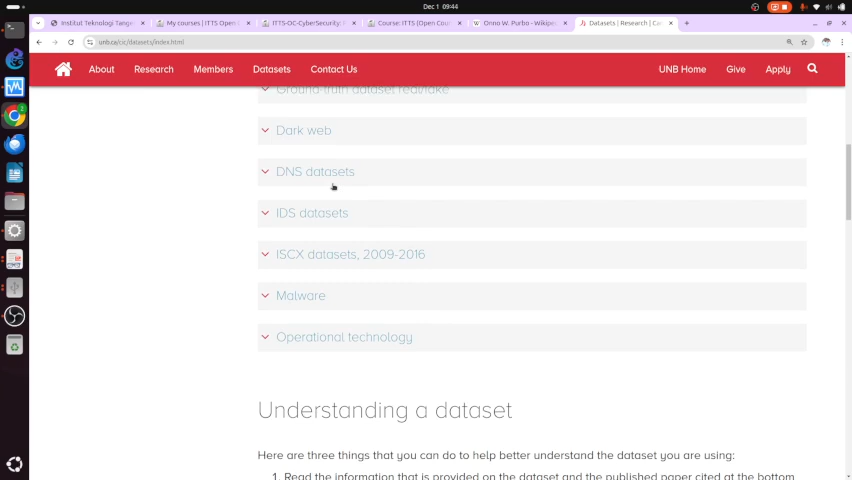 Dec 1 09:44
Institut Teknologi Tange
My courses | ITTS Open
ITTS-OC-CyberSecurity:
Course: ITTS (Open Cou
Onno W. Purbo - Wikipe
Datasets | Research | Ca
unb.ca/cic/datasets/index.html
About
Research
Members
Datasets
Contact Us
UNB Home
Give
Apply
Ground-truth dataset real/fake
Dark web
DNS datasets
IDS datasets
ISCX datasets, 2009-2016
Malware
Operational technology
Understanding a dataset
Here are three things that you can do to help better understand the dataset you are using:
1. Read the information that is provided on the dataset and the published paper cited at the bottom